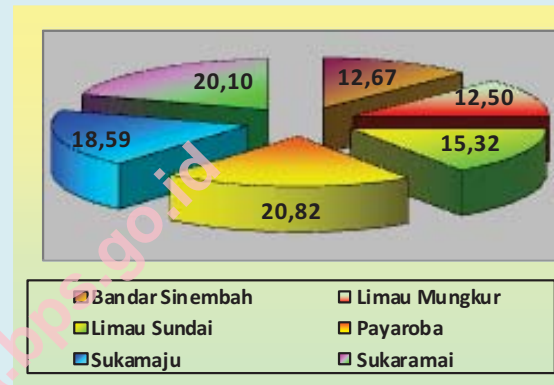 20,10
12,67
12,50
18,59
15,32
20,82
Bandar Sinembah
Limau Mungkur
Limau Sundai
Payaroba
Sukamaju
Sukaramai
.bps.go.id